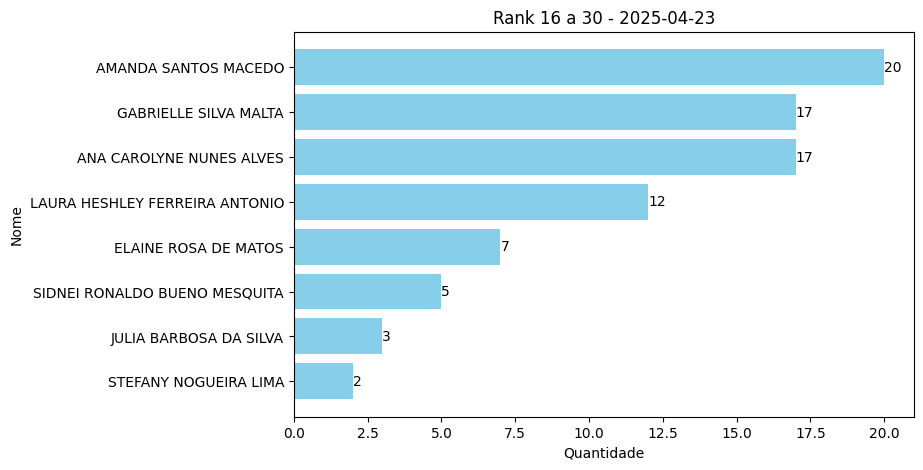 Rank 16 a 30 - 2025-04-23
AMANDA SANTOS MACEDO 20
GABRIELLE SILVA MALTA 17
ANA CAROLYNE NUNES ALVES 17
LAURA HESHLEY FERREIRA ANTONIO 12
ELAINE ROSA DE MATOS 7
SIDNEI RONALDO BUENO MESQUITA 5
JULIA BARBOSA DA SILVA 3
STEFANY NOGUEIRA LIMA 2
Nome
0.0 2.5 5.0 7.5 10.0 12.5 15.0 17.5 20.0
Quantidade